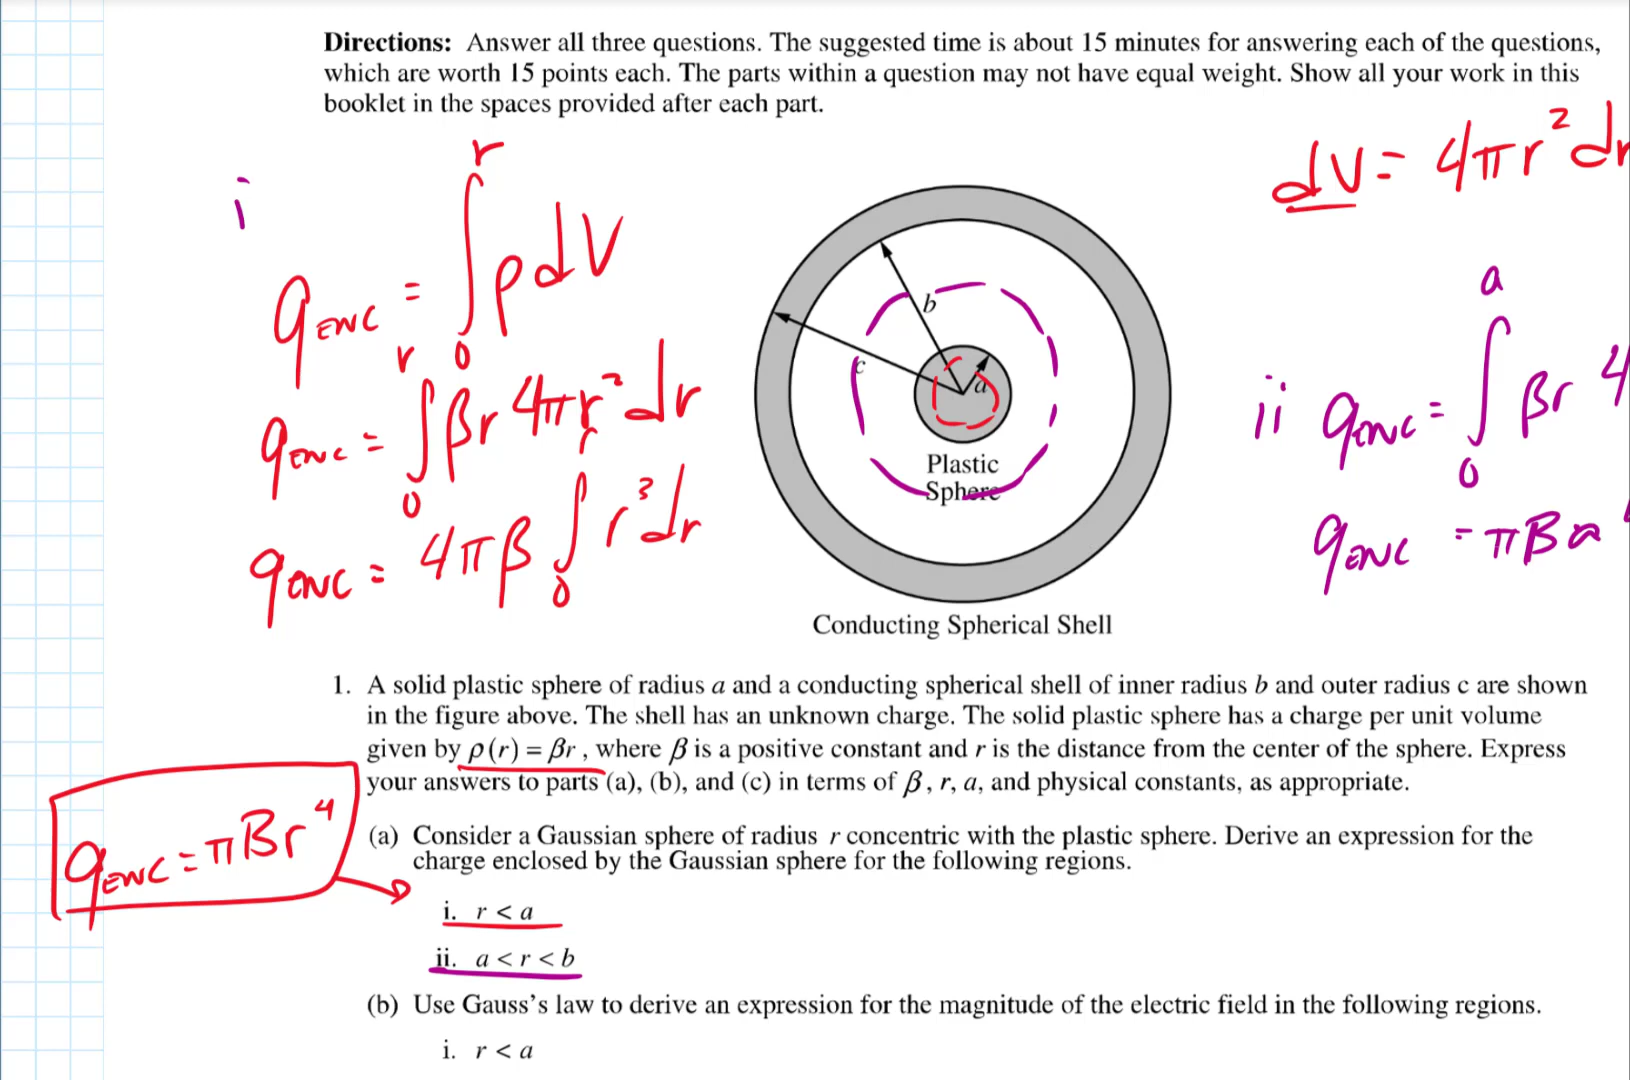 Directions: Answer all three questions. The suggested time is about 15 minutes for answering each of the questions,
which are worth 15 points each. The parts within a question may not have equal weight. Show all your work in this
booklet in the spaces provided after each part.
dV = 4πr² dr
i
q_ENC = ∫₀ʳ ρ dV
q_ENC = ∫₀ʳ βr 4πr² dr
q_ENC = 4πβ ∫₀ʳ r³ dr
b
c
a
Plastic
Sphere
Conducting Spherical Shell
ii q_ENC = ∫₀ᵃ βr 4
q_ENC = πBa
1. A solid plastic sphere of radius a and a conducting spherical shell of inner radius b and outer radius c are shown
in the figure above. The shell has an unknown charge. The solid plastic sphere has a charge per unit volume
given by ρ(r) = βr, where β is a positive constant and r is the distance from the center of the sphere. Express
your answers to parts (a), (b), and (c) in terms of β, r, a, and physical constants, as appropriate.
q_ENC = πBr⁴
(a) Consider a Gaussian sphere of radius r concentric with the plastic sphere. Derive an expression for the
charge enclosed by the Gaussian sphere for the following regions.
i. r < a
ii. a < r < b
(b) Use Gauss's law to derive an expression for the magnitude of the electric field in the following regions.
i. r < a